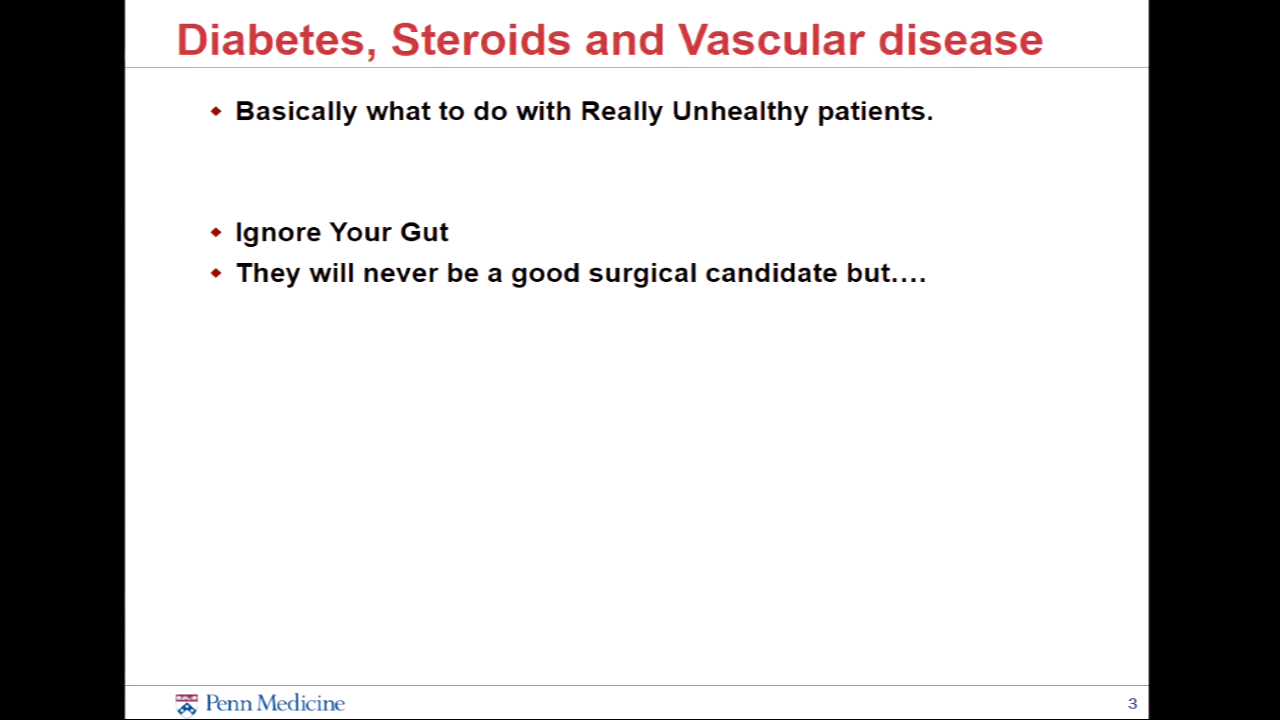 Diabetes, Steroids and Vascular disease
Basically what to do with Really Unhealthy patients.
Ignore Your Gut
They will never be a good surgical candidate but....
Penn Medicine
3